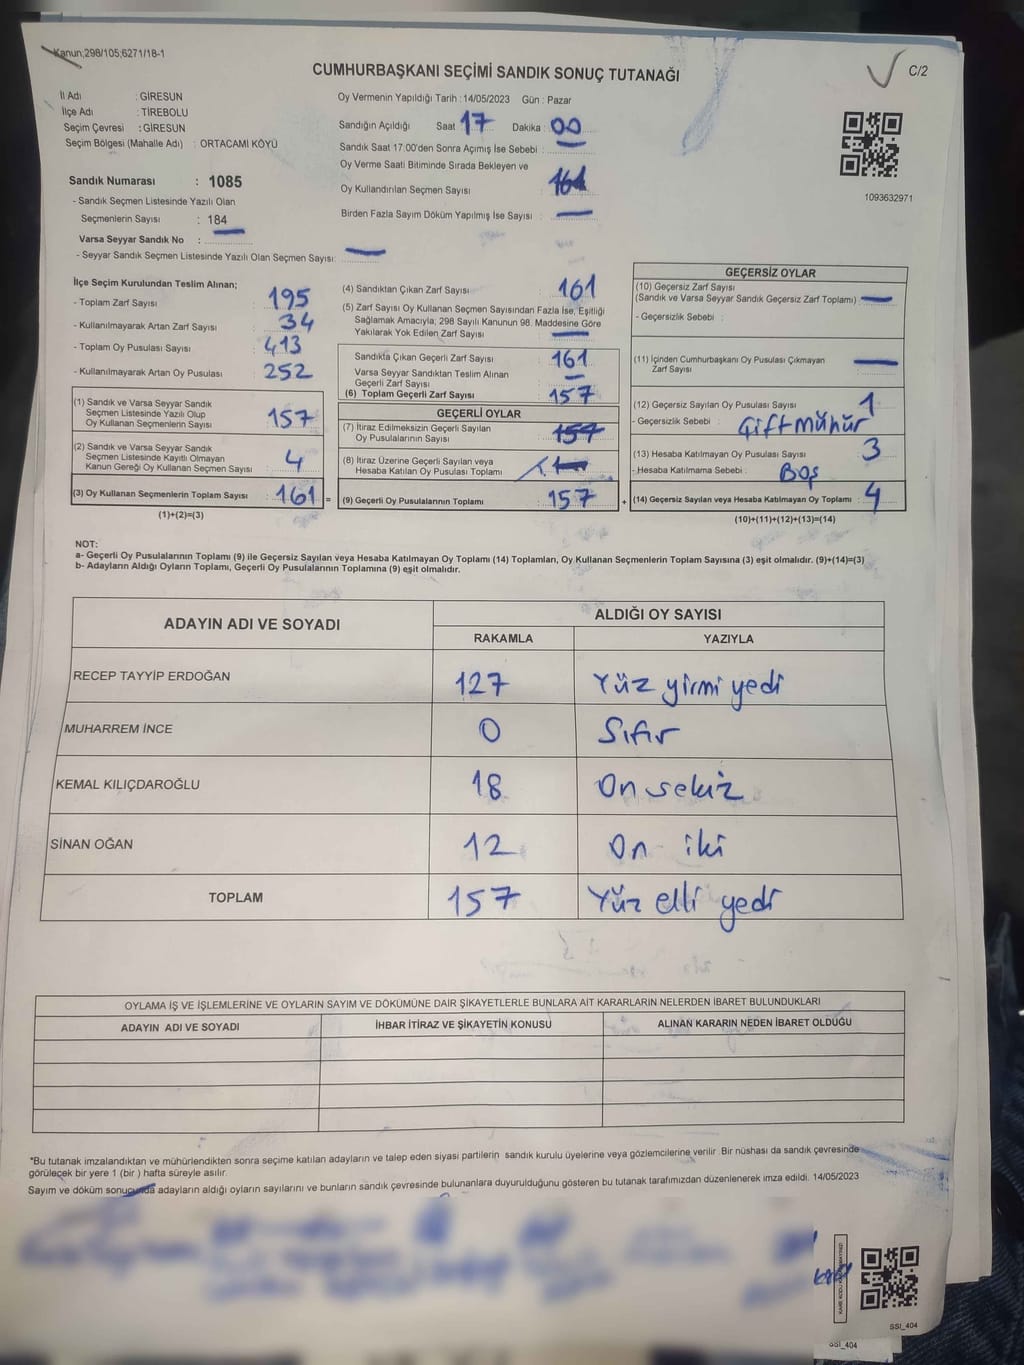 Kanun;298/105,6271/18-1
CUMHURBAŞKANI SEÇİMİ SANDIK SONUÇ TUTANAĞI
C/2
İl Adı : GİRESUN
İlçe Adı : TİREBOLU
Seçim Çevresi : GİRESUN
Seçim Bölgesi (Mahalle Adı) : ORTACAMİ KÖYÜ
Sandık Numarası : 1085
- Sandık Seçmen Listesinde Yazılı Olan
Seçmenlerin Sayısı : 184
Varsa Seyyar Sandık No :
- Seyyar Sandık Seçmen Listesinde Yazılı Olan Seçmen Sayısı:
Oy Vermenin Yapıldığı Tarih : 14/05/2023 Gün : Pazar
Sandığın Açıldığı Saat 17 Dakika : 00
Sandık Saat 17:00'den Sonra Açımış İse Sebebi :
Oy Verme Saati Bitiminde Sırada Bekleyen ve
Oy Kullandırılan Seçmen Sayısı
Birden Fazla Sayım Döküm Yapılmış İse Sayısı :
1093632971
İlçe Seçim Kurulundan Teslim Alınan;
- Toplam Zarf Sayısı : 195
- Kullanılmayarak Artan Zarf Sayısı : 34
- Toplam Oy Pusulası Sayısı : 413
- Kullanılmayarak Artan Oy Pusulası : 252
(1) Sandık ve Varsa Seyyar Sandık
Seçmen Listesinde Yazılı Olup
Oy Kullanan Seçmenlerin Sayısı : 157
(2) Sandık ve Varsa Seyyar Sandık
Seçmen Listesinde Kayıtlı Olmayan
Kanun Gereği Oy Kullanan Seçmen Sayısı : 4
(3) Oy Kullanan Seçmenlerin Toplam Sayısı : 161 =
(1)+(2)=(3)
(4) Sandıktan Çıkan Zarf Sayısı : 161
(5) Zarf Sayısı Oy Kullanan Seçmen Sayısından Fazla İse, Eşitliği
Sağlamak Amacıyla, 298 Sayılı Kanunun 98. Maddesine Göre
Yakılarak Yok Edilen Zarf Sayısı :
Sandıkta Çıkan Geçerli Zarf Sayısı : 161
Varsa Seyyar Sandıktan Teslim Alınan
Geçerli Zarf Sayısı
(6) Toplam Geçerli Zarf Sayısı : 157
GEÇERLİ OYLAR
(7) İtiraz Edilmeksizin Geçerli Sayılan
Oy Pusulalarının Sayısı : 157
(8) İtiraz Üzerine Geçerli Sayılan veya
Hesaba Katılan Oy Pusulası Toplamı
(9) Geçerli Oy Pusulalarının Toplamı : 157 +
GEÇERSİZ OYLAR
(10) Geçersiz Zarf Sayısı
(Sandık ve Varsa Seyyar Sandık Geçersiz Zarf Toplamı) :
- Geçersizlik Sebebi :
(11) İçinden Cumhurbaşkanı Oy Pusulası Çıkmayan
Zarf Sayısı :
(12) Geçersiz Sayılan Oy Pusulası Sayısı : 1
- Geçersizlik Sebebi : Çift mühür
(13) Hesaba Katılmayan Oy Pusulası Sayısı : 3
- Hesaba Katılmama Sebebi : Boş
(14) Geçersiz Sayılan veya Hesaba Katılmayan Oy Toplamı : 4
(10)+(11)+(12)+(13)=(14)
NOT:
a- Geçerli Oy Pusulalarının Toplamı (9) ile Geçersiz Sayılan veya Hesaba Katılmayan Oy Toplamı (14) Toplamları, Oy Kullanan Seçmenlerin Toplam Sayısına (3) eşit olmalıdır. (9)+(14)=(3)
b- Adayların Aldığı Oyların Toplamı, Geçerli Oy Pusulalarının Toplamına (9) eşit olmalıdır.
ADAYIN ADI VE SOYADI
ALDIĞI OY SAYISI
RAKAMLA YAZIYLA
RECEP TAYYİP ERDOĞAN 127 Yüz yirmi yedi
MUHARREM İNCE 0 Sıfır
KEMAL KILIÇDAROĞLU 18 On sekiz
SİNAN OĞAN 12 On iki
TOPLAM 157 Yüz elli yedi
OYLAMA İŞ VE İŞLEMLERİNE VE OYLARIN SAYIM VE DÖKÜMÜNE DAİR ŞİKAYETLERLE BUNLARA AİT KARARLARIN NELERDEN İBARET BULUNDUKLARI
ADAYIN ADI VE SOYADI İHBAR İTİRAZ VE ŞİKAYETİN KONUSU ALINAN KARARIN NEDEN İBARET OLDUĞU
*Bu tutanak imzalandıktan ve mühürlendikten sonra seçime katılan adayların ve talep eden siyasi partilerin sandık kurulu üyelerine veya gözlemcilerine verilir .Bir nüshası da sandık çevresinde
görülecek bir yere 1 (bir ) hafta süreyle asılır.
Sayım ve döküm sonucunda adayların aldığı oyların sayılarını ve bunların sandık çevresinde bulunanlara duyurulduğunu gösteren bu tutanak tarafımızdan düzenlenerek imza edildi. 14/05/2023
SSI_404
SSI_404